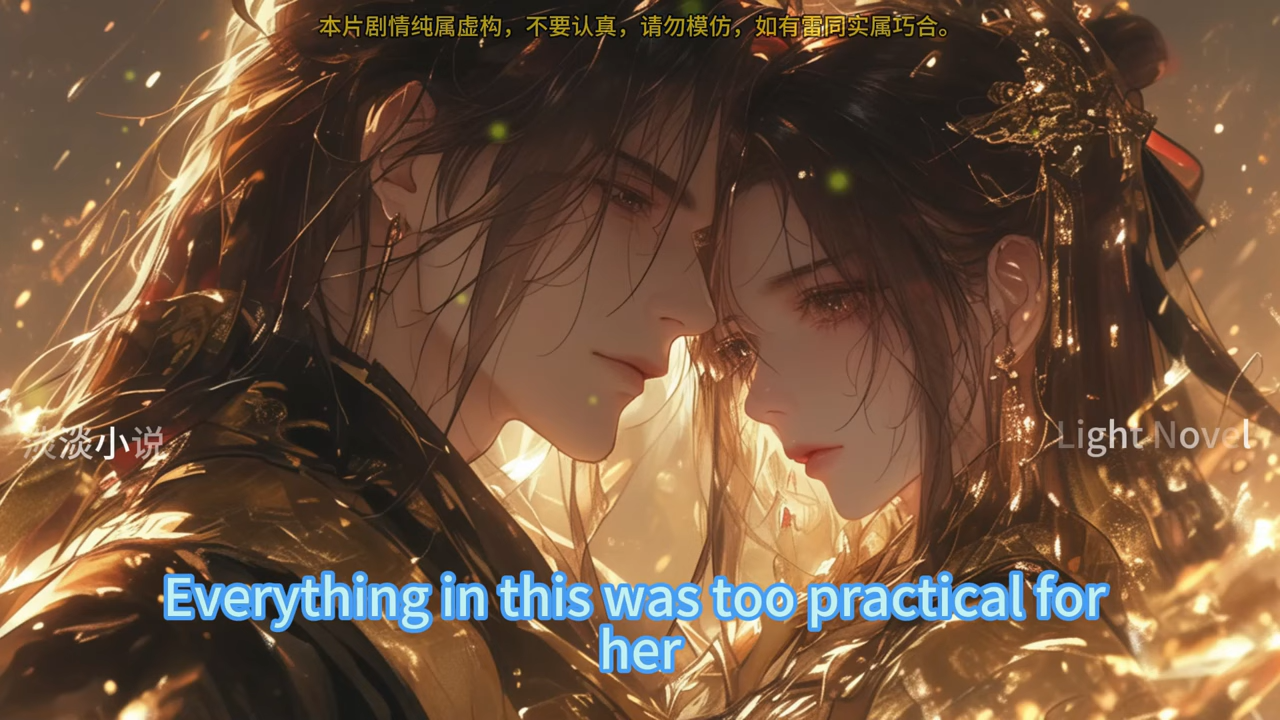 本片剧情纯属虚构，不要认真，请勿模仿，如有雷同实属巧合。
淡淡小说
Light Novel
Everything in this was too practical for
her